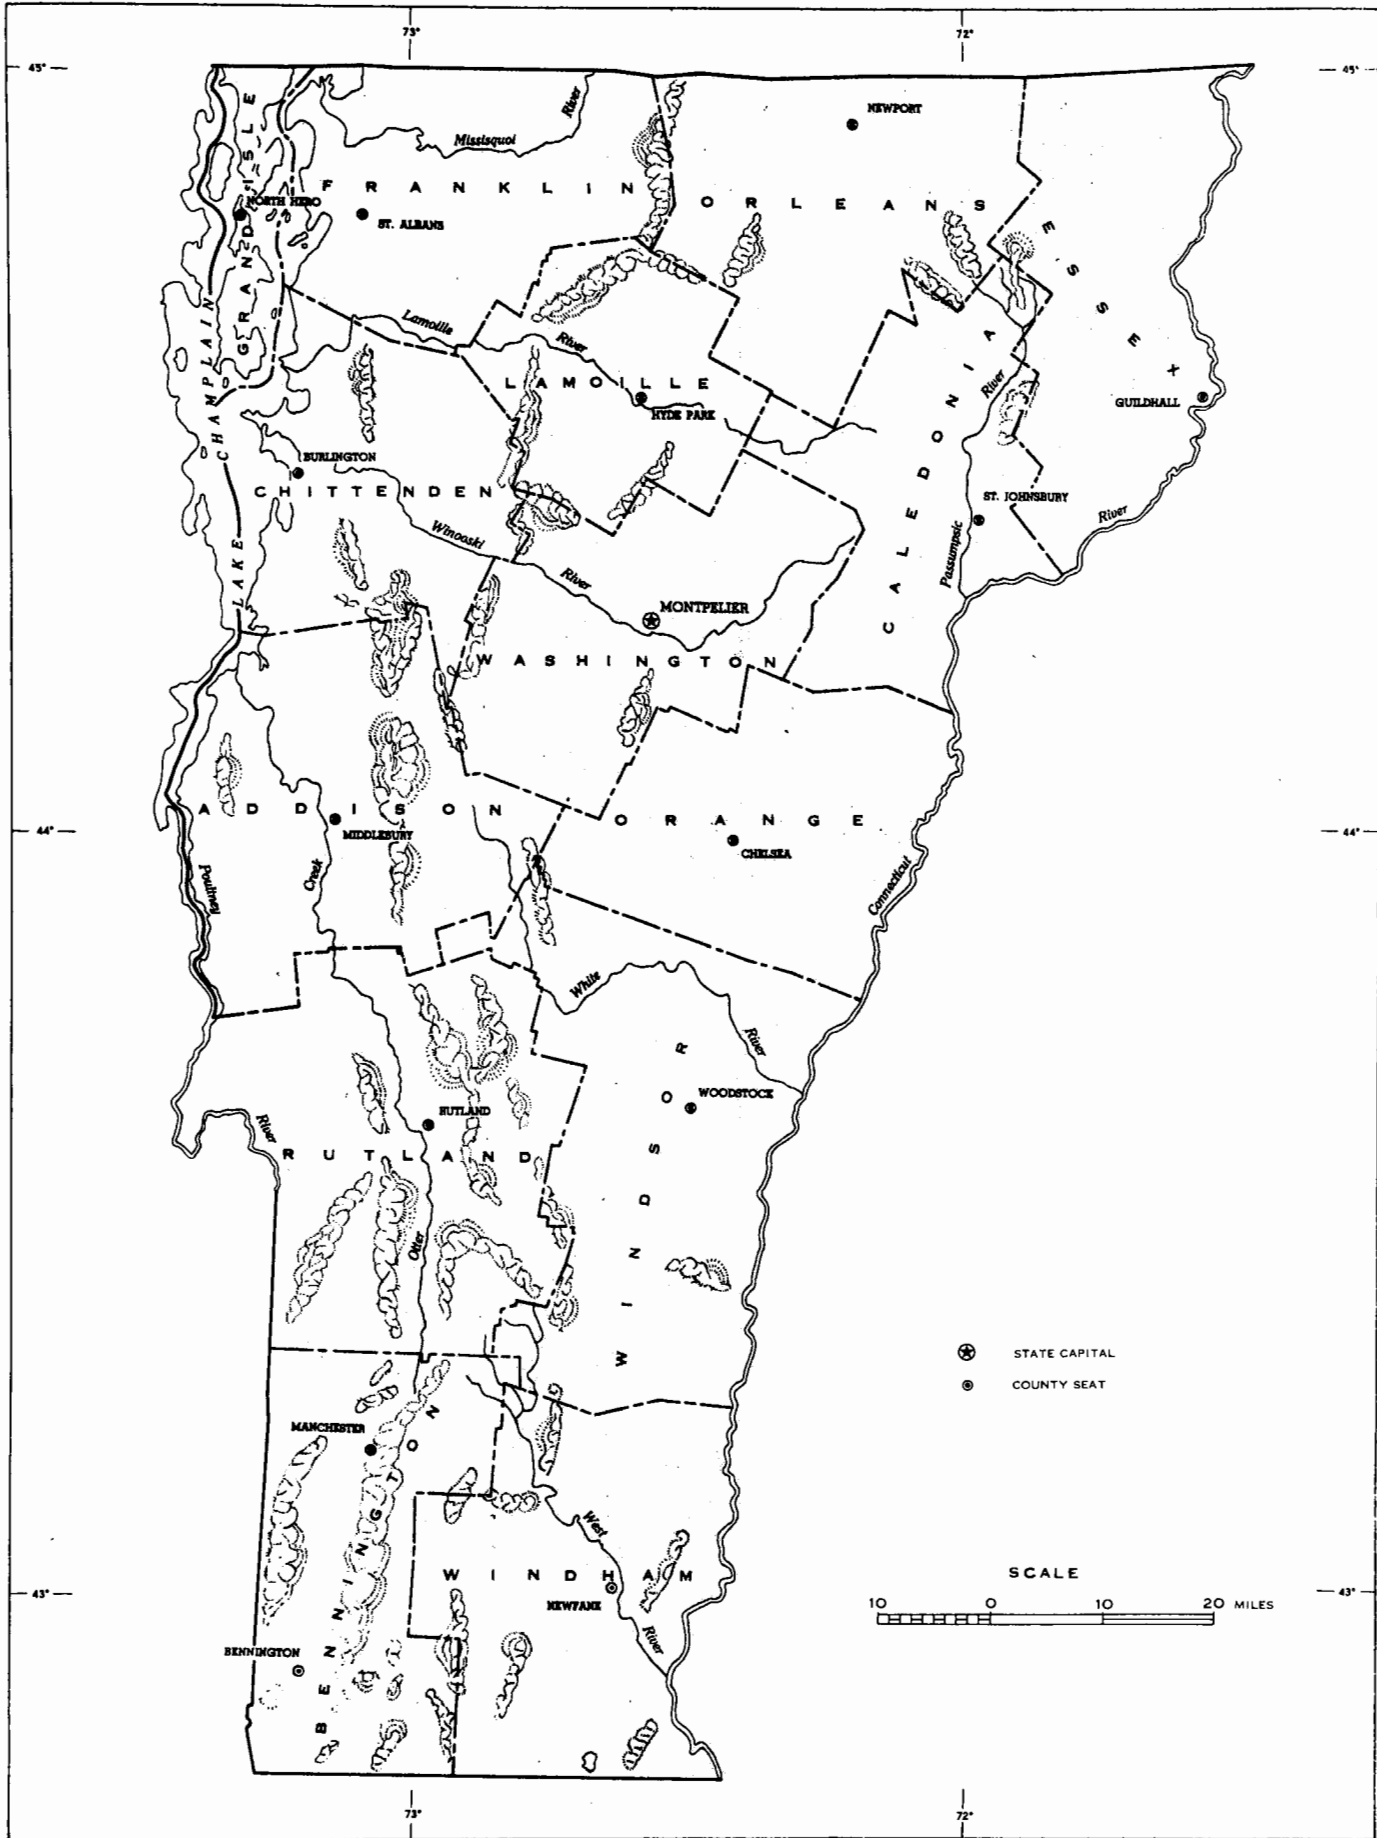 73°
72°
45°
45°
GRAND ISLE
Missisquoi
River
NEWPORT
FRANKLIN
NORTH HERO
ST. ALBANS
ORLEANS
ESSEX
LAKE CHAMPLAIN
Lamoille
River
LAMOILLE
HYDE PARK
CALEDONIA
River
GUILDHALL
BURLINGTON
CHITTENDEN
ST. JOHNSBURY
Passumpsic
River
Winooski
River
MONTPELIER
WASHINGTON
ADDISON
MIDDLEBURY
ORANGE
CHELSEA
44°
44°
Poultney
Creek
Connecticut
White
River
WINDSOR
WOODSTOCK
River
RUTLAND
RUTLAND
Otter
STATE CAPITAL
COUNTY SEAT
MANCHESTER
BENNINGTON
West
WINDHAM
NEWFANE
River
BENNINGTON
43°
43°
SCALE
10 0 10 20 MILES
73°
72°